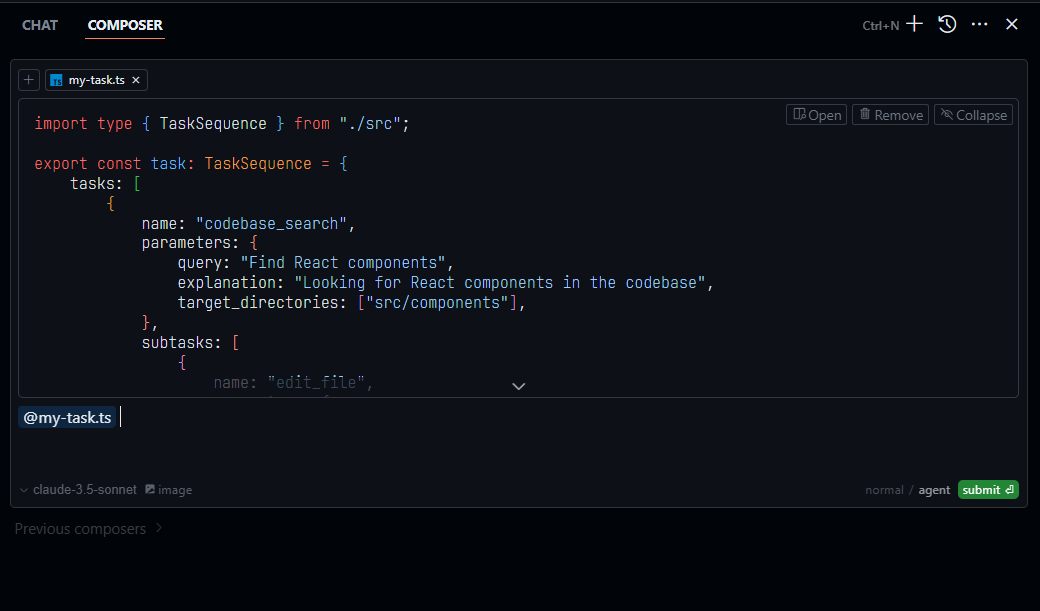 CHAT COMPOSER Ctrl+N
my-task.ts
Open Remove Collapse
import type { TaskSequence } from "./src";
export const task: TaskSequence = {
    tasks: [
        {
            name: "codebase_search",
            parameters: {
                query: "Find React components",
                explanation: "Looking for React components in the codebase",
                target_directories: ["src/components"],
            },
            subtasks: [
                {
                    name: "edit_file",
@my-task.ts
claude-3.5-sonnet image normal / agent submit
Previous composers